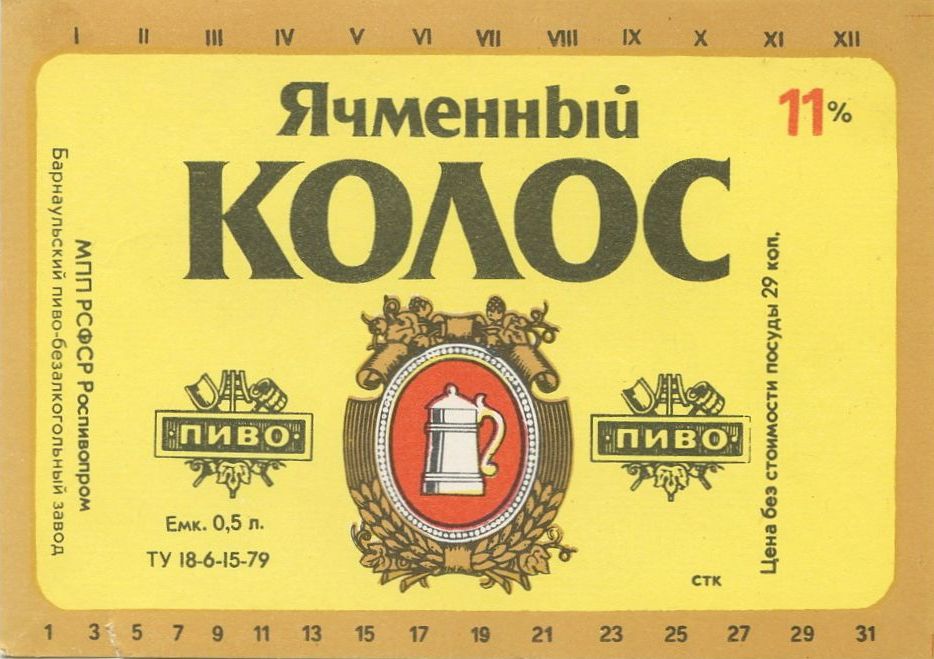 I II III IV V VI VII VIII IX X XI XII
Ячменный
КОЛОС
11%
Барнаульский пиво-безалкогольный завод
МПП РСФСР Роспивопром
·ПИВО·
·ПИВО·
Емк. 0,5 л.
ТУ 18-6-15-79
Цена без стоимости посуды 29 коп.
СТК
1 3 5 7 9 11 13 15 17 19 21 23 25 27 29 31